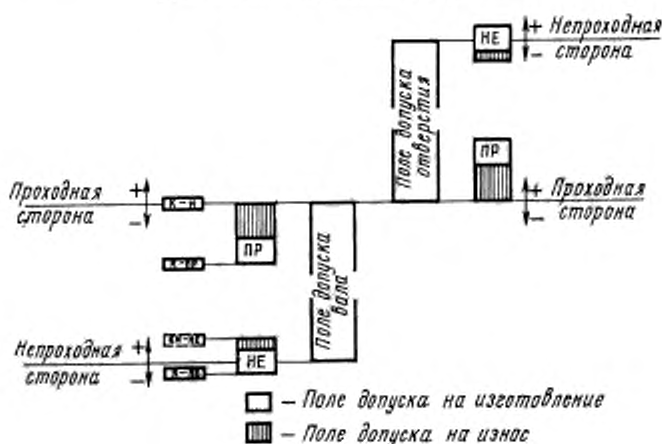 НЕ
+ Непроходная
– сторона
Поле допуска
отверстия
ПР
+ Проходная
– сторона
Проходная +
сторона –
К-И
ПР
К-ПР
Поле допуска
вала
Непроходная +
сторона –
НЕ
– Поле допуска на изготовление
– Поле допуска на износ